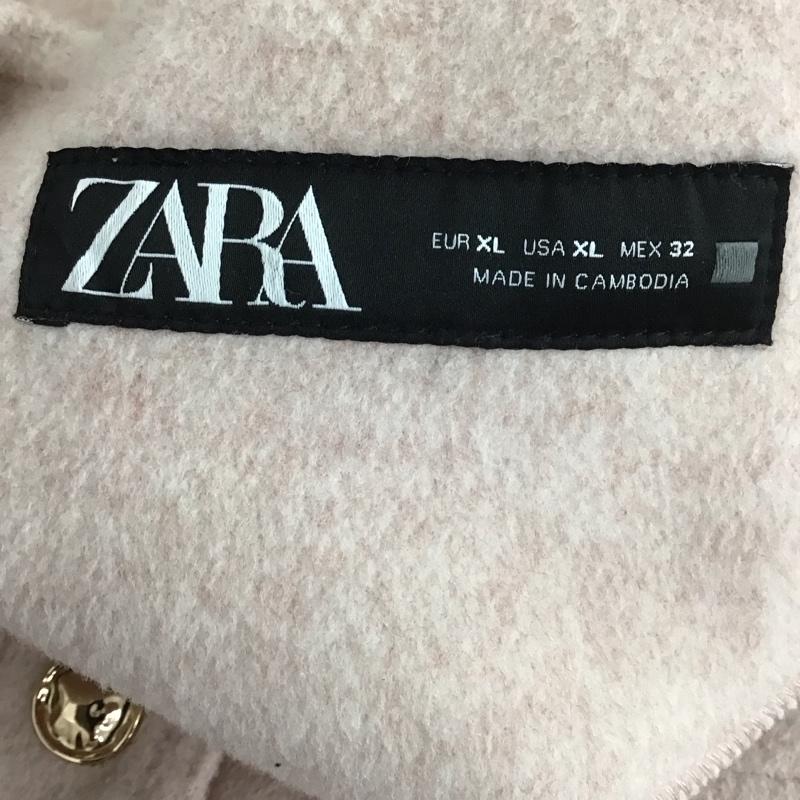 ZARA
EUR XL USA XL MEX 32
MADE IN CAMBODIA